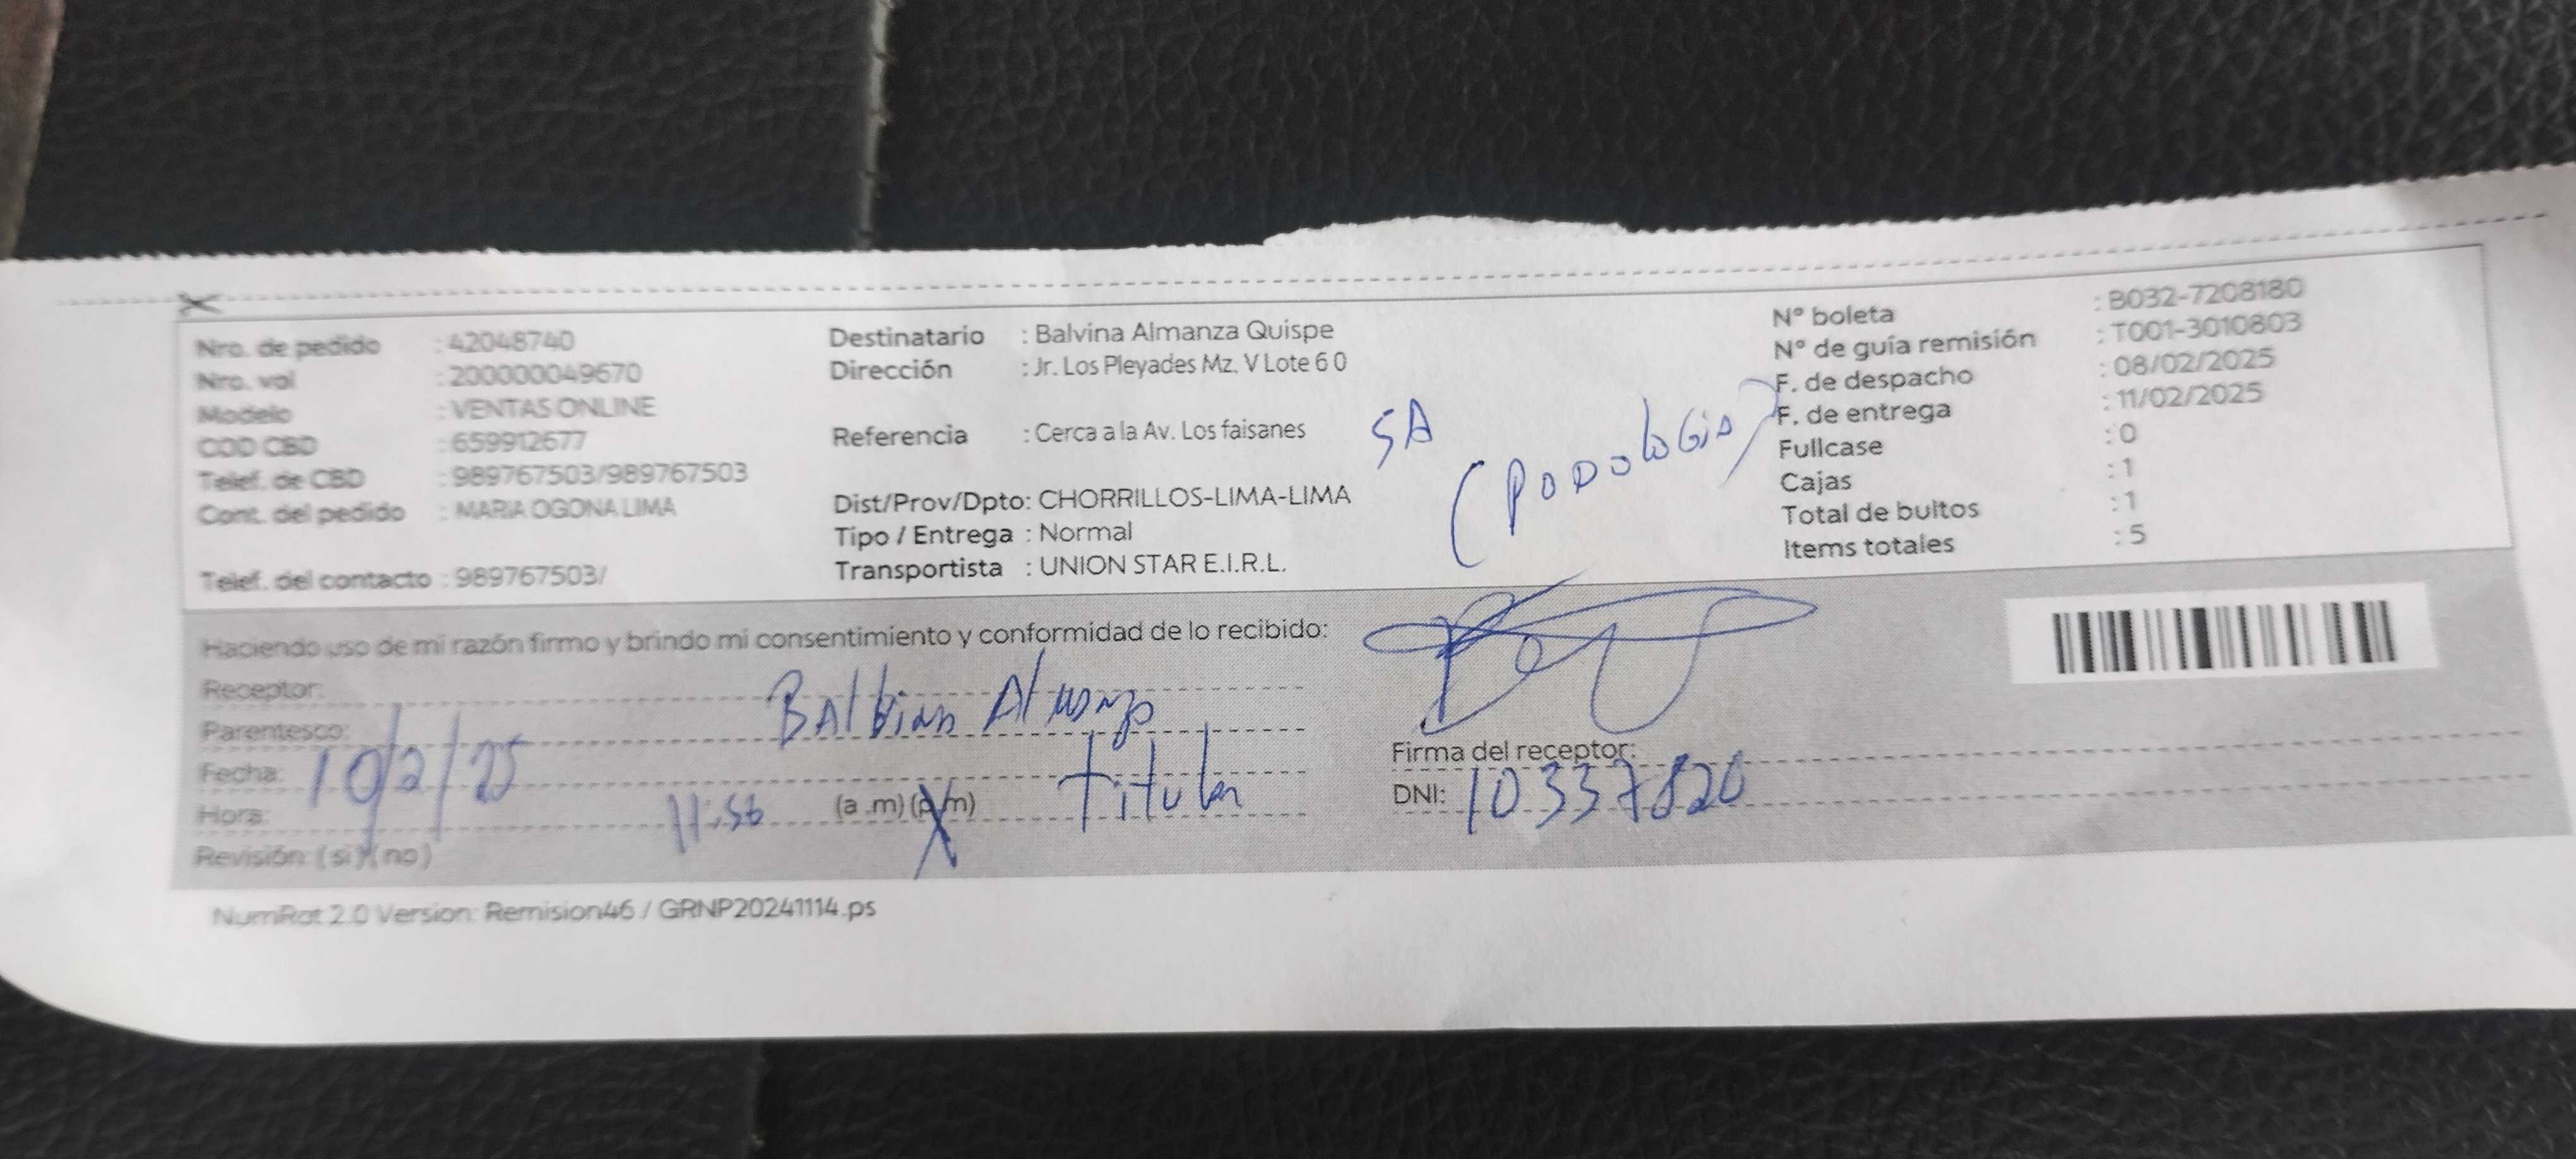 Nro. de pedido : 42048740
Nro. val : 200000049670
Modelo : VENTAS ONLINE
COD CBD : 659912677
Telef. de CBD : 989767503/989767503
Cont. del pedido : MARIA OGONA LIMA
Telef. del contacto : 989767503/
Destinatario : Balvina Almanza Quispe
Dirección : Jr. Los Pleyades Mz. V Lote 6 0
Referencia : Cerca a la Av. Los faisanes
Dist/Prov/Dpto: CHORRILLOS-LIMA-LIMA
Tipo / Entrega : Normal
Transportista : UNION STAR E.I.R.L.
SA
(PODOLOGIA)
N° boleta : B032-7208180
N° de guía remisión : T001-3010803
F. de despacho : 08/02/2025
F. de entrega : 11/02/2025
Fullcase : 0
Cajas : 1
Total de bultos : 1
Items totales : 5
Haciendo uso de mi razón firmo y brindo mi consentimiento y conformidad de lo recibido:
Receptor:
Parentesco:
Fecha: 10/2/25
Hora: 11:56 (a .m) (p.m) Titular
Revisión: ( si ) ( no )
Firma del receptor:
DNI: 10337820
NumRot 2.0 Version: Remision46 / GRNP20241114.ps